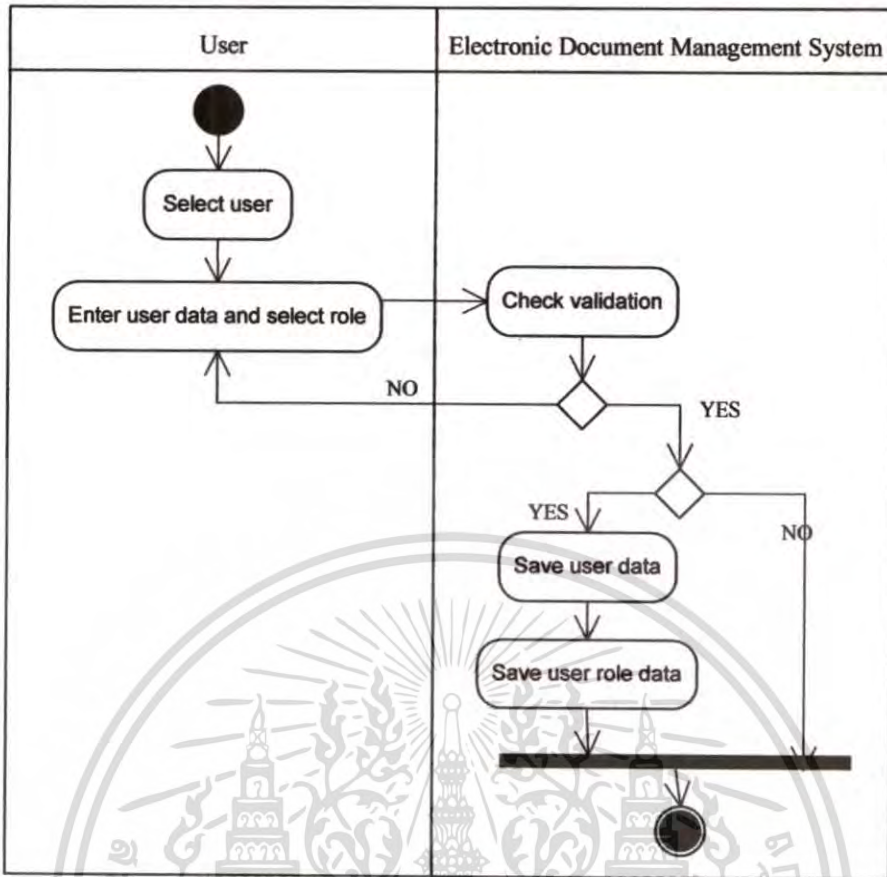 User
Electronic Document Management System
Select user
Enter user data and select role
Check validation
NO
YES
YES
NO
Save user data
Save user role data